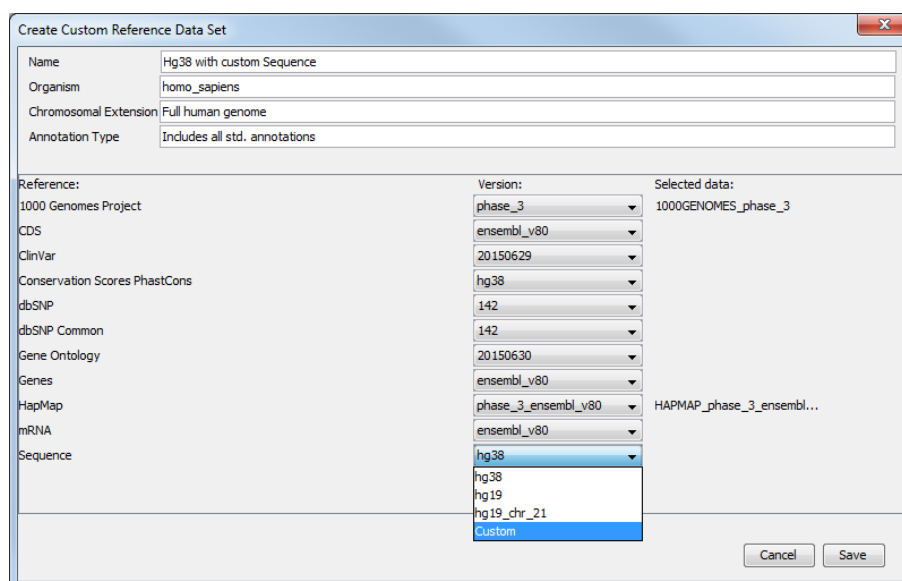 Create Custom Reference Data Set
Name Hg38 with custom Sequence
Organism homo_sapiens
Chromosomal Extension Full human genome
Annotation Type Includes all std. annotations
Reference: Version: Selected data:
1000 Genomes Project phase_3 1000GENOMES_phase_3
CDS ensembl_v80
ClinVar 20150629
Conservation Scores PhastCons hg38
dbSNP 142
dbSNP Common 142
Gene Ontology 20150630
Genes ensembl_v80
HapMap phase_3_ensembl_v80 HAPMAP_phase_3_ensembl...
mRNA ensembl_v80
Sequence hg38
hg38
hg19
hg19_chr_21
Custom
Cancel Save